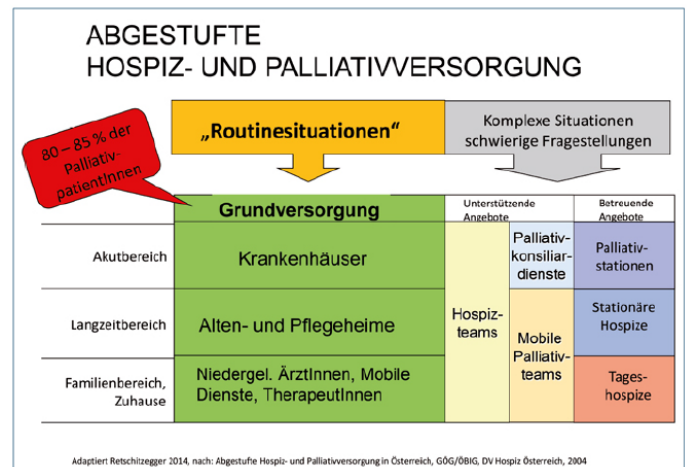 ABGESTUFTE
HOSPIZ- UND PALLIATIVVERSORGUNG
80 – 85 % der
Palliativ-
patientInnen
„Routinesituationen“
Komplexe Situationen
schwierige Fragestellungen
Grundversorgung
Unterstützende
Angebote
Betreuende
Angebote
Akutbereich
Krankenhäuser
Palliativ-
konsiliar-
dienste
Palliativ-
stationen
Langzeitbereich
Alten- und Pflegeheime
Hospiz-
teams
Mobile
Palliativ-
teams
Stationäre
Hospize
Familienbereich,
Zuhause
Niedergel. ÄrztInnen, Mobile
Dienste, TherapeutInnen
Tages-
hospize
Adaptiert Retschitzegger 2014, nach: Abgestufte Hospiz- und Palliativversorgung in Österreich, GÖG/ÖBIG, DV Hospiz Österreich, 2004